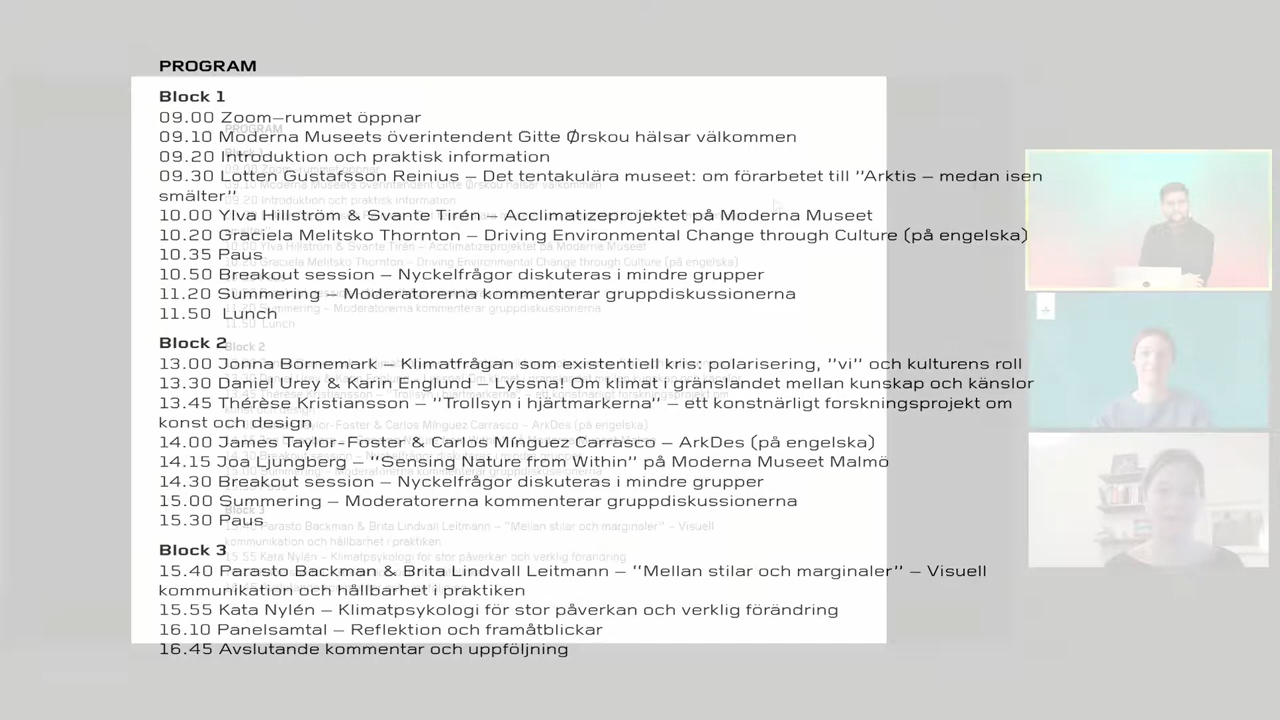 PROGRAM
Block 1
09.00 Zoom–rummet öppnar
09.10 Moderna Museets överintendent Gitte Ørskou hälsar välkommen
09.20 Introduktion och praktisk information
09.30 Lotten Gustafsson Reinius – Det tentakulära museet: om förarbetet till ”Arktis – medan isen
smälter”
10.00 Ylva Hillström & Svante Tirén – Acclimatizeprojektet på Moderna Museet
10.20 Graciela Melitsko Thornton – Driving Environmental Change through Culture (på engelska)
10.35 Paus
10.50 Breakout session – Nyckelfrågor diskuteras i mindre grupper
11.20 Summering – Moderatorerna kommenterar gruppdiskussionerna
11.50 Lunch
Block 2
13.00 Jonna Bornemark – Klimatfrågan som existentiell kris: polarisering, ”vi” och kulturens roll
13.30 Daniel Urey & Karin Englund – Lyssna! Om klimat i gränslandet mellan kunskap och känslor
13.45 Thérèse Kristiansson – ”Trollsyn i hjärtmarkerna” – ett konstnärligt forskningsprojekt om
konst och design
14.00 James Taylor-Foster & Carlos Mínguez Carrasco – ArkDes (på engelska)
14.15 Joa Ljungberg – ”Sensing Nature from Within” på Moderna Museet Malmö
14.30 Breakout session – Nyckelfrågor diskuteras i mindre grupper
15.00 Summering – Moderatorerna kommenterar gruppdiskussionerna
15.30 Paus
Block 3
15.40 Parasto Backman & Brita Lindvall Leitmann – ”Mellan stilar och marginaler” – Visuell
kommunikation och hållbarhet i praktiken
15.55 Kata Nylén – Klimatpsykologi för stor påverkan och verklig förändring
16.10 Panelsamtal – Reflektion och framåtblickar
16.45 Avslutande kommentar och uppföljning